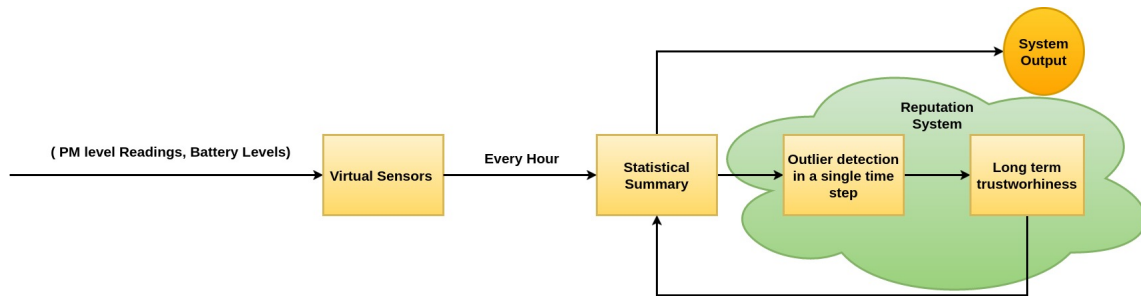 System
Output
Reputation
System
( PM level Readings, Battery Levels)
Virtual Sensors
Every Hour
Statistical
Summary
Outlier detection
in a single time
step
Long term
trustworhiness